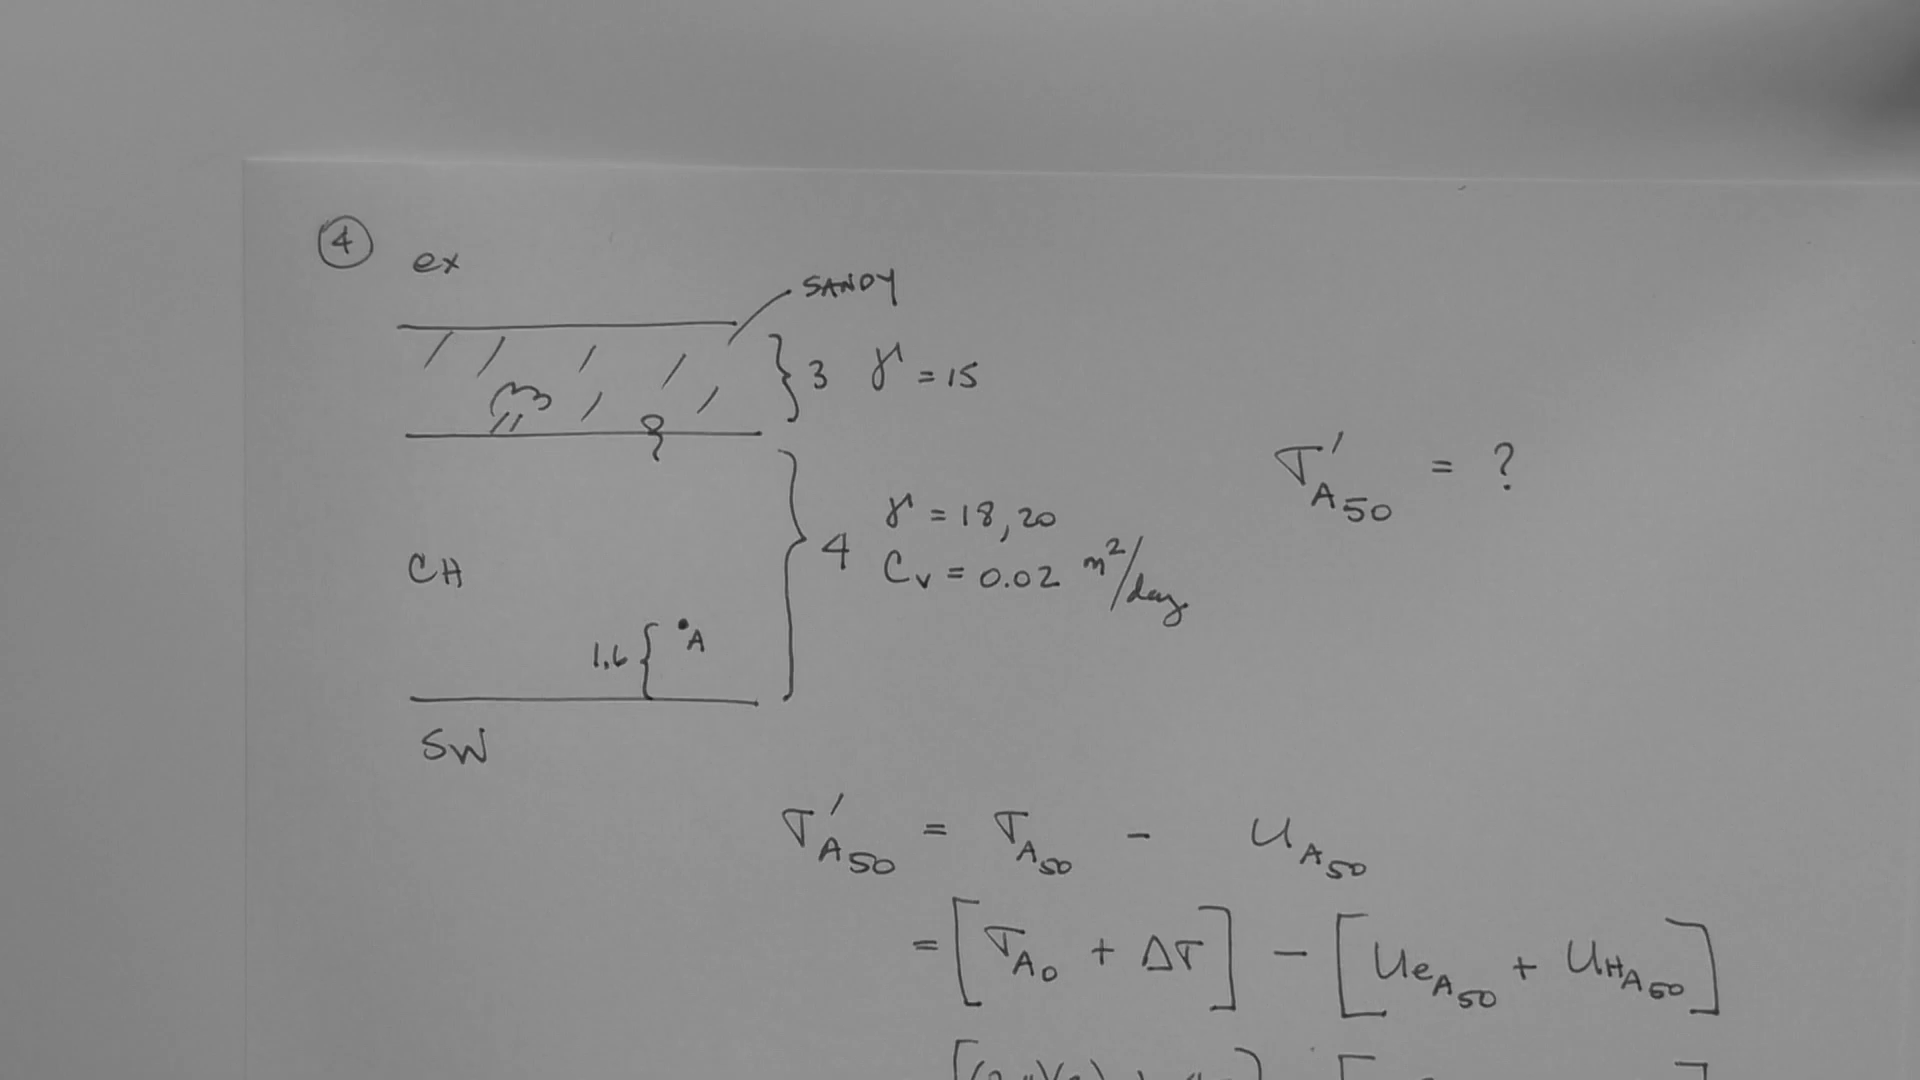 ④ ex
SANDY
3 γ = 15
σ'A50 = ?
γ = 18, 20
4 Cv = 0.02 m²/day
CH
1.6 { •A
SW
σ'A50 = σA50 - uA50
= [σA0 + Δσ] - [ueA50 + uHA50]